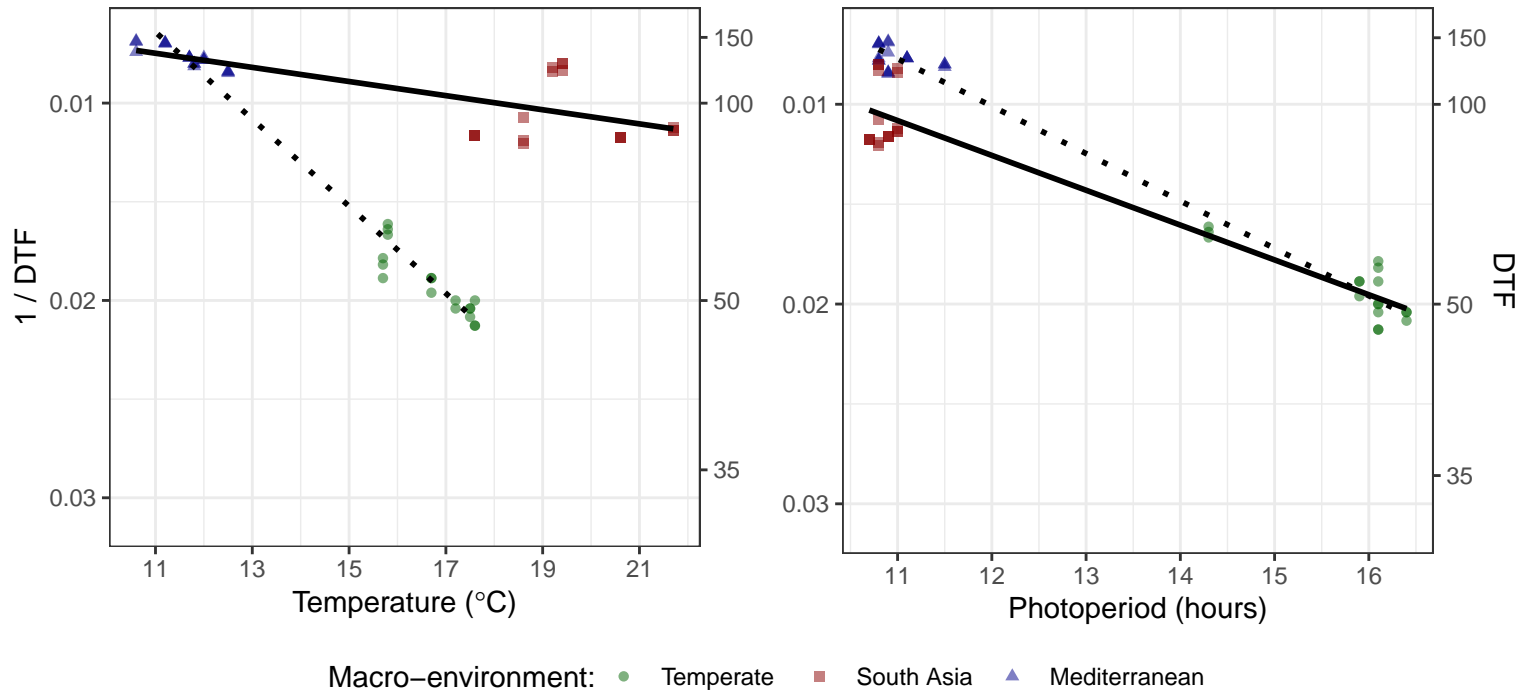 150
0.01
100
1 / DTF
0.02
50
35
0.03
11 13 15 17 19 21
Temperature (°C)
150
0.01
100
0.02
50
DTF
35
0.03
11 12 13 14 15 16
Photoperiod (hours)
Macro−environment: Temperate South Asia Mediterranean